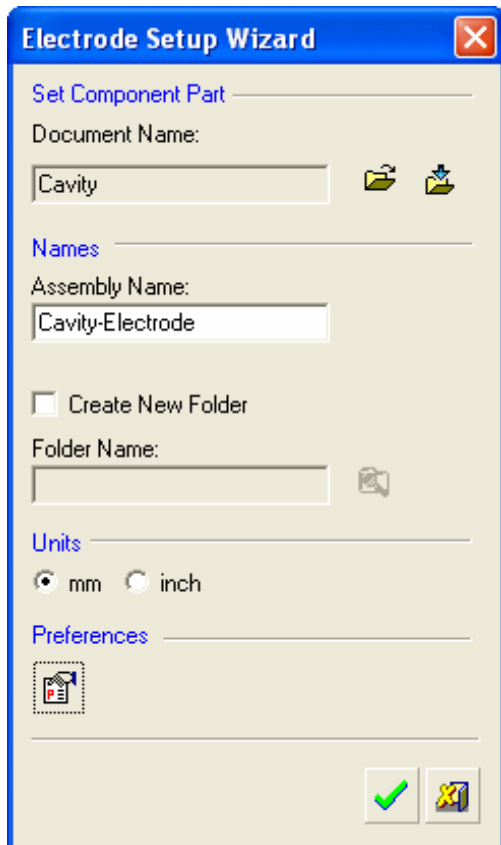 Electrode Setup Wizard
Set Component Part
Document Name:
Cavity
Names
Assembly Name:
Cavity-Electrode
Create New Folder
Folder Name:
Units
mm inch
Preferences
P